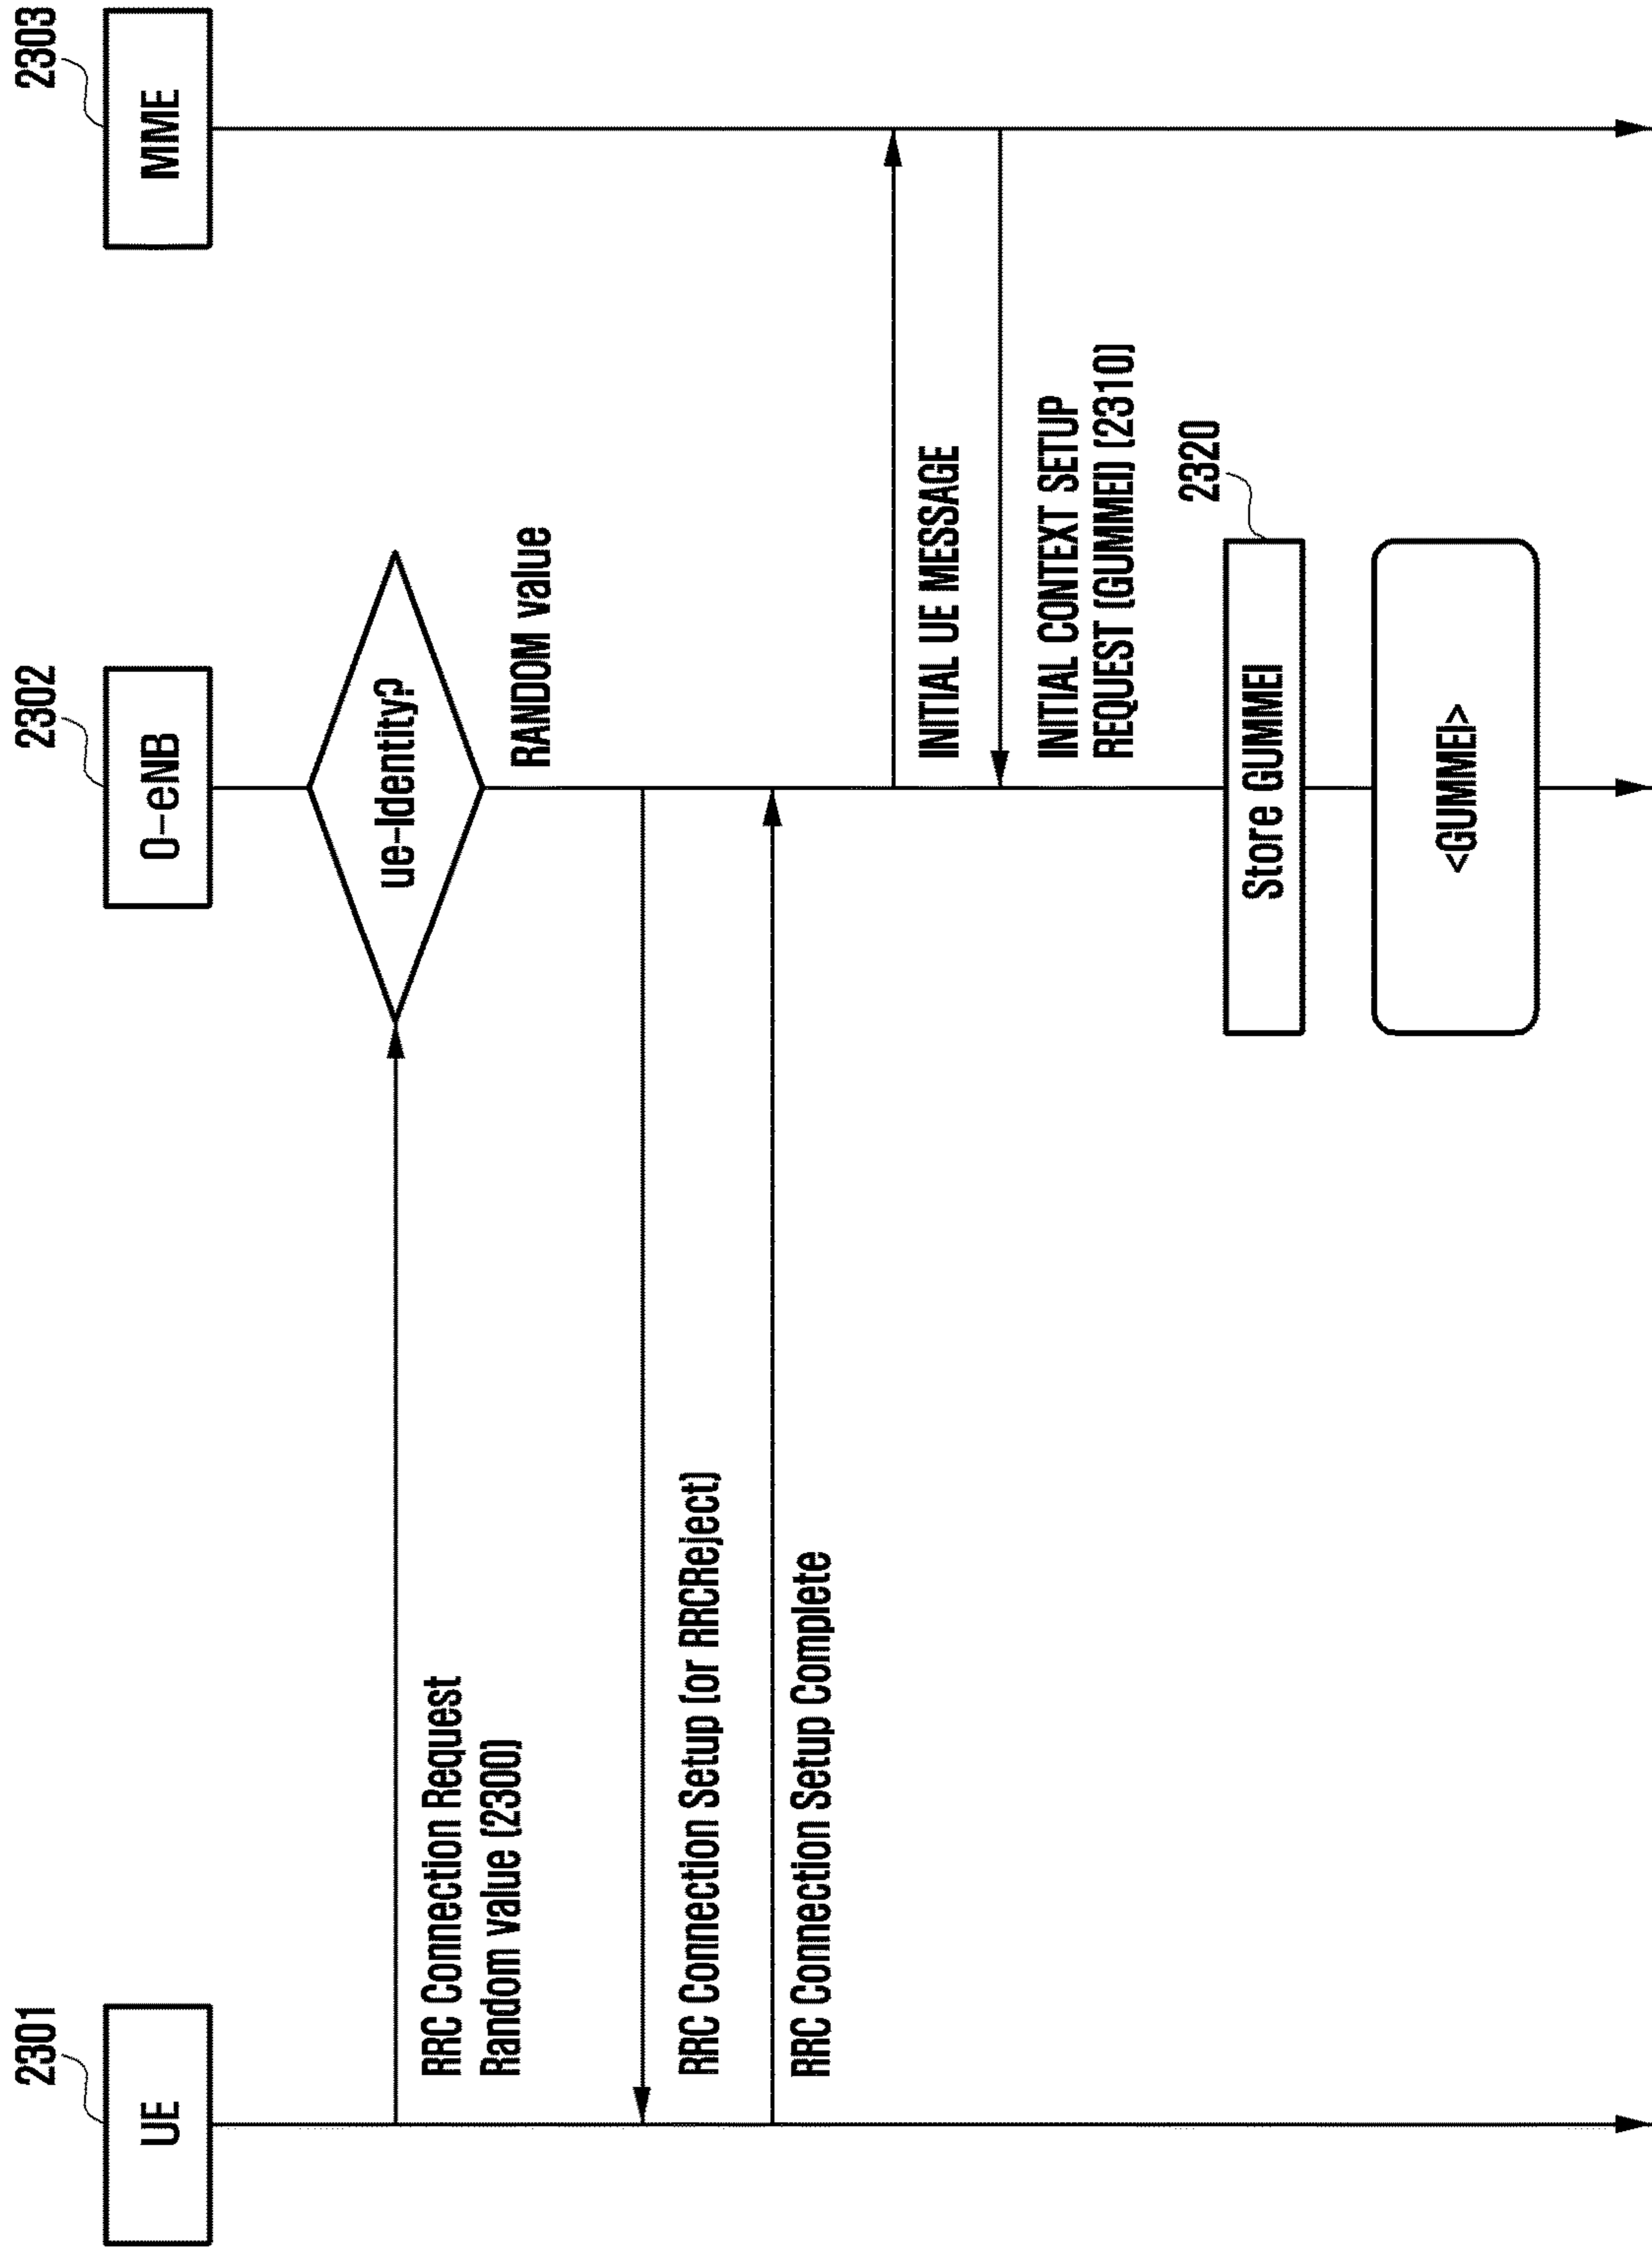 2301
2302
2303
UE
O-eNB
MME
ue-Identity?
RRC Connection Request
Random value (2300)
RANDOM value
RRC Connection Setup (or RRCReject)
RRC Connection Setup Complete
INITIAL UE MESSAGE
INITIAL CONTEXT SETUP
REQUEST (GUMMEI) (2310)
2320
Store GUMMEI
<GUMMEI>